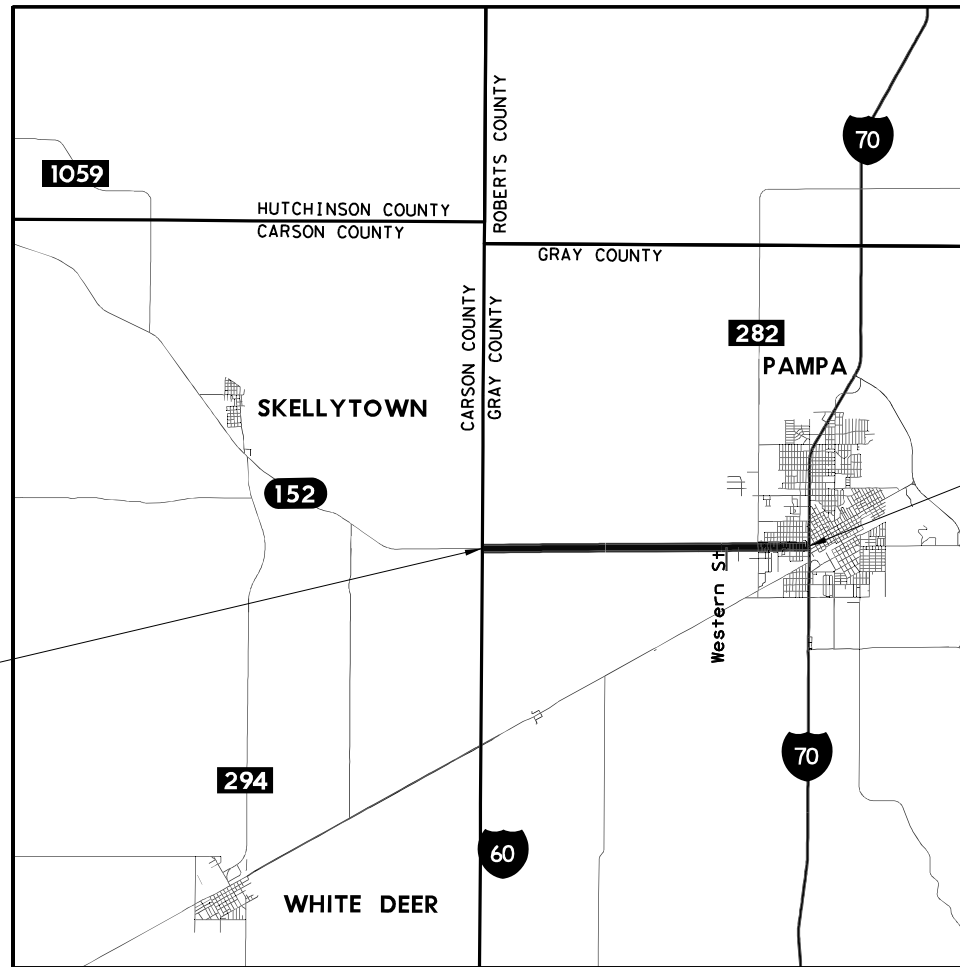 ROBERTS COUNTY
70
1059
HUTCHINSON COUNTY
CARSON COUNTY
GRAY COUNTY
CARSON COUNTY
GRAY COUNTY
282
PAMPA
SKELLYTOWN
152
Western St.
70
294
60
WHITE DEER